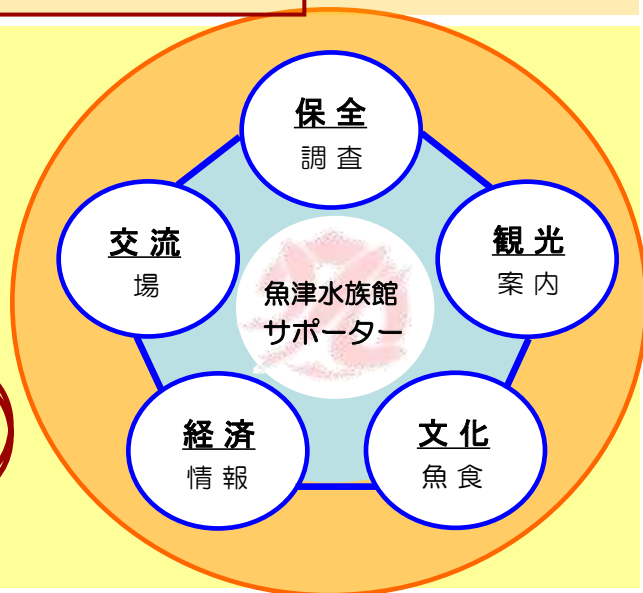 保全
調査
交流
場
観光
案内
魚津水族館
サポーター
経済
情報
文化
魚食